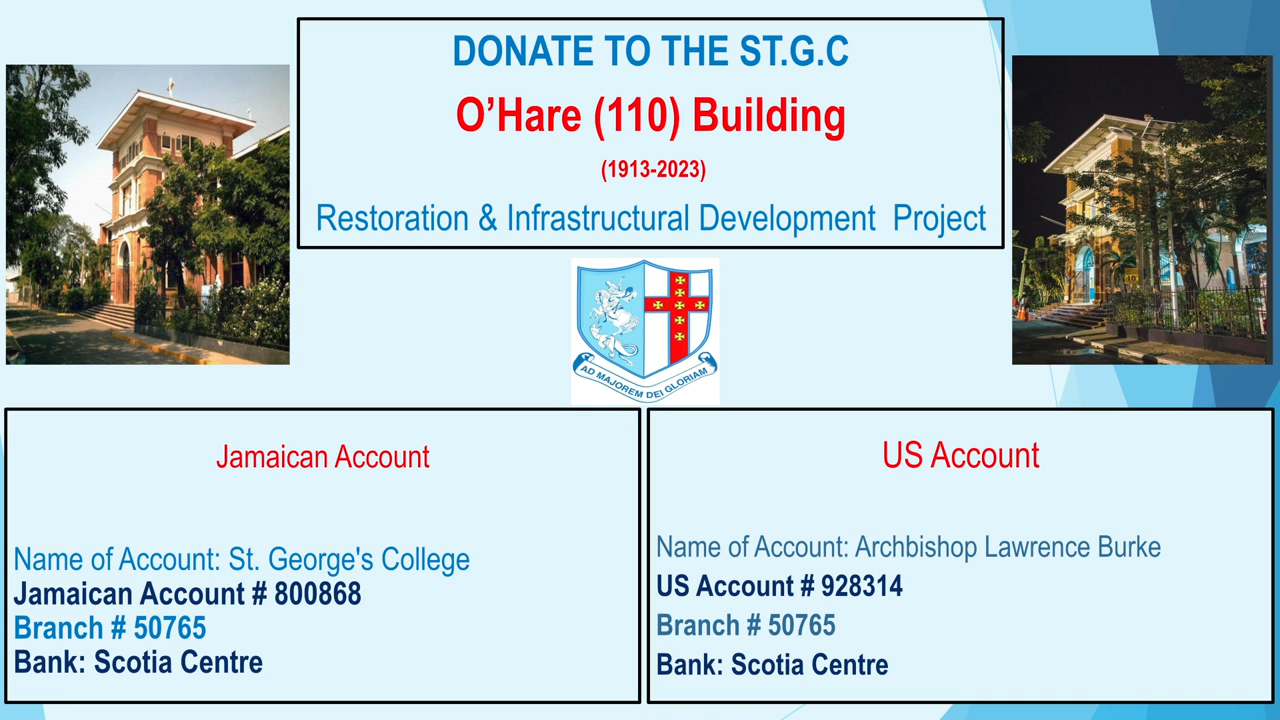 DONATE TO THE ST.G.C
O’Hare (110) Building
(1913-2023)
Restoration & Infrastructural Development  Project
AD MAJOREM DEI GLORIAM
Jamaican Account
Name of Account: St. George's College
Jamaican Account # 800868
Branch # 50765
Bank: Scotia Centre
US Account
Name of Account: Archbishop Lawrence Burke
US Account # 928314
Branch # 50765
Bank: Scotia Centre